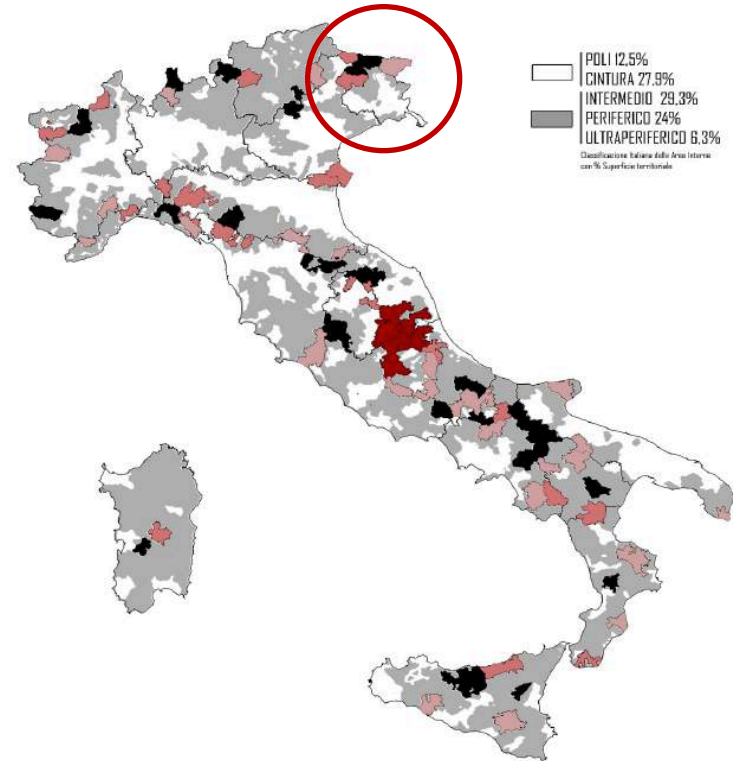 POLI 12,5%
CINTURA 27,9%
INTERMEDIO 29,3%
PERIFERICO 24%
ULTRAPERIFERICO 6,3%
Classificazione Italiana delle Aree Interne
con % Superficie territoriale